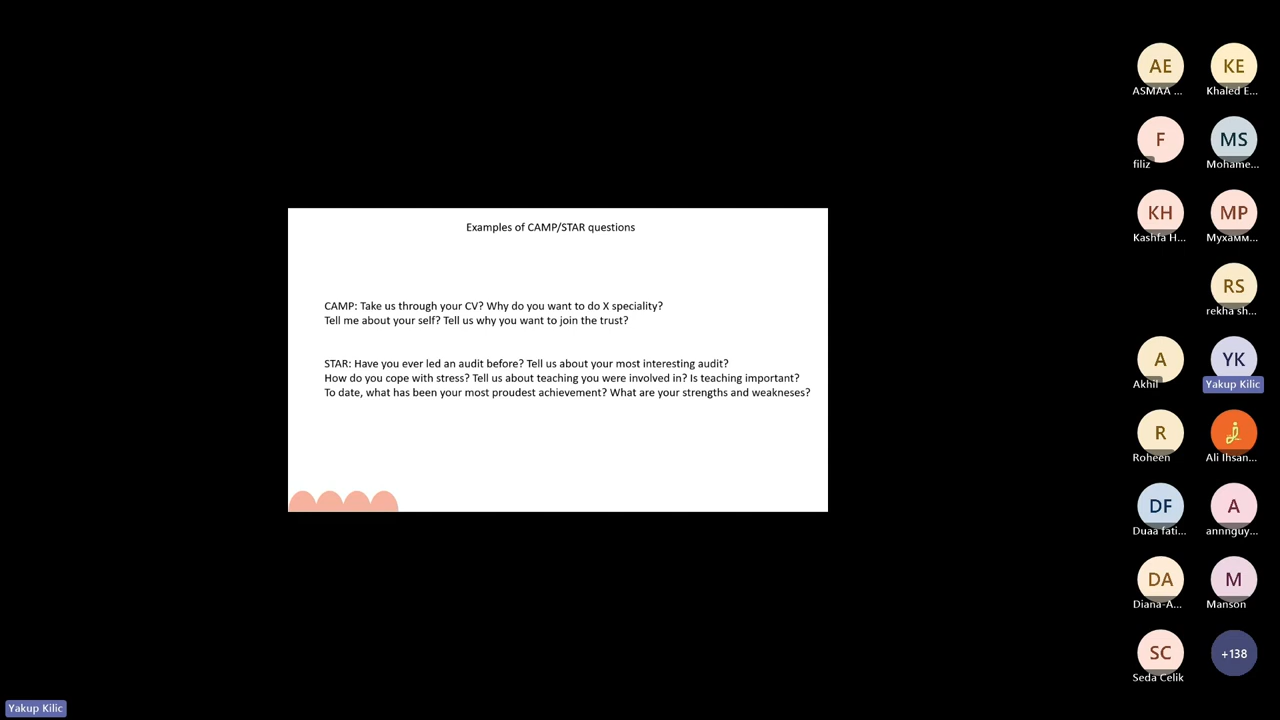 Examples of CAMP/STAR questions
CAMP: Take us through your CV? Why do you want to do X speciality?
Tell me about your self? Tell us why you want to join the trust?
STAR: Have you ever led an audit before? Tell us about your most interesting audit?
How do you cope with stress? Tell us about teaching you were involved in? Is teaching important?
To date, what has been your most proudest achievement? What are your strengths and weakneses?
AE
KE
ASMAA ...
Khaled E...
F
MS
filiz
Mohame...
KH
MP
Kashfa H...
Мухамм...
RS
rekha sh...
A
YK
Akhil
Yakup Kilic
R
Roheen
Ali Ihsan...
DF
A
Duaa fati...
annnguy...
DA
M
Diana-A...
Manson
SC
+138
Seda Celik
Yakup Kilic